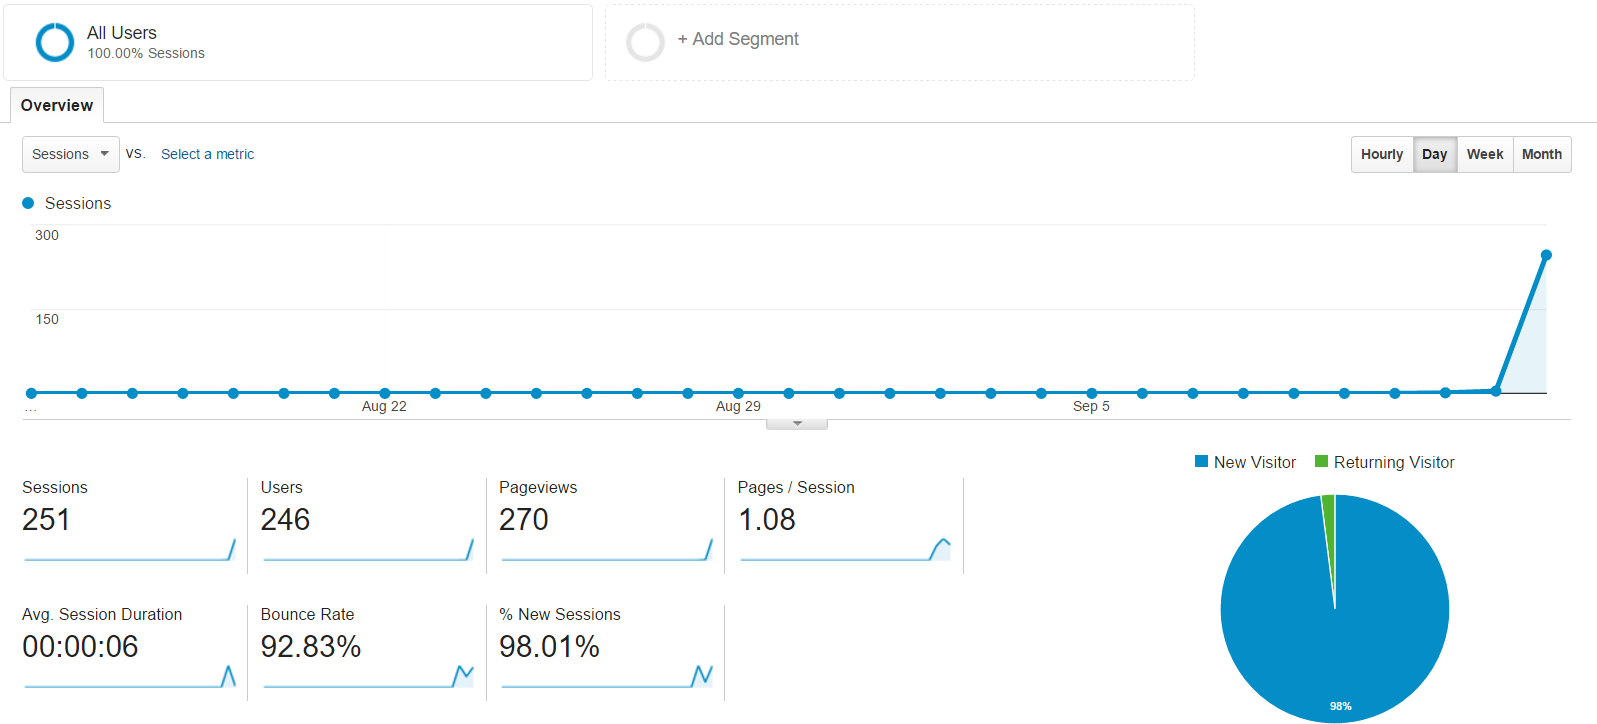 All Users
100.00% Sessions
+ Add Segment
Overview
Sessions vs. Select a metric
Hourly Day Week Month
Sessions
300
150
... Aug 22 Aug 29 Sep 5
New Visitor Returning Visitor
Sessions Users Pageviews Pages / Session
251 246 270 1.08
Avg. Session Duration Bounce Rate % New Sessions
00:00:06 92.83% 98.01%
98%